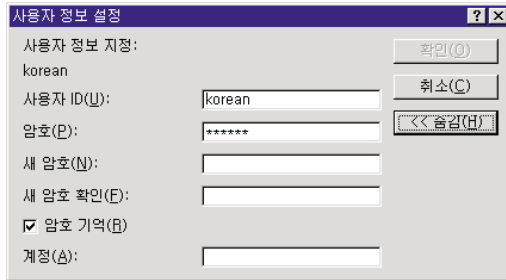 사용자 정보 설정
사용자 정보 지정:
확인(O)
korean
취소(C)
사용자 ID(U): korean
<< 숨김(H)
암호(P): ******
새 암호(N):
새 암호 확인(F):
암호 기억(R)
계정(A):